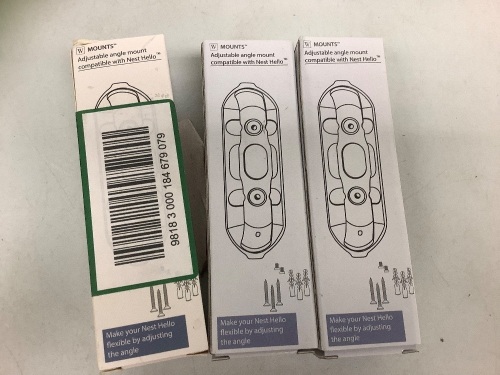 W MOUNTS™
Adjustable angle mount
compatible with Nest Hello™
9818 3 000 184 679 079
Make your Nest Hello
flexible by adjusting
the angle
W MOUNTS™
Adjustable angle mount
compatible with Nest Hello™
Make your Nest Hello
flexible by adjusting
the angle
W MOUNTS™
Adjustable angle mount
compatible with Nest Hello™
Make your Nest Hello
flexible by adjusting
the angle